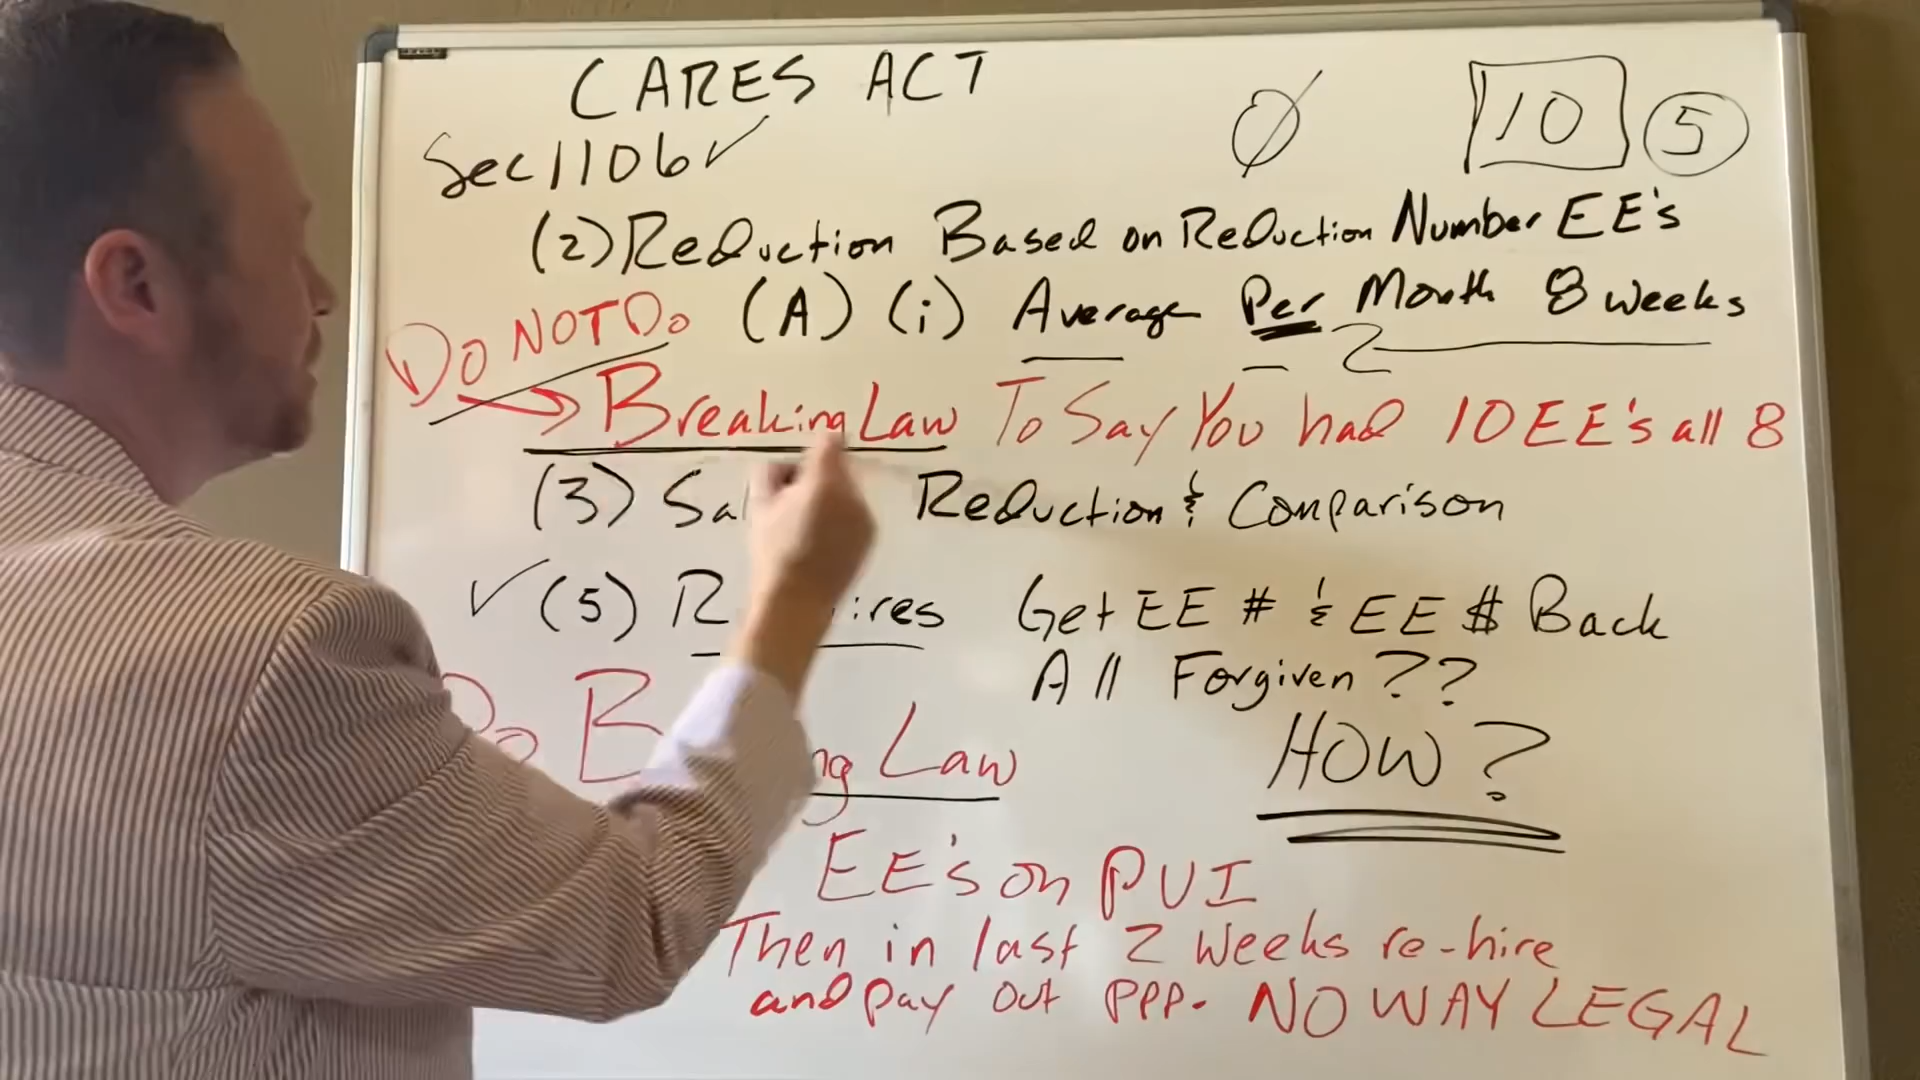 CARES ACT
Sec 1106 ✓
Ø 10 5
(2) Reduction Based on Reduction Number EE's
(A) (i) Average Per Month 8 weeks
Do NOT Do
Breaking Law To Say You had 10 EE's all 8
(3) Reduction & Comparison
✓ (5) Get EE # & EE $ Back
All Forgiven ??
HOW?
Do Law
EE's on PUI
Then in last 2 weeks re-hire
and pay out PPP. NO WAY LEGAL